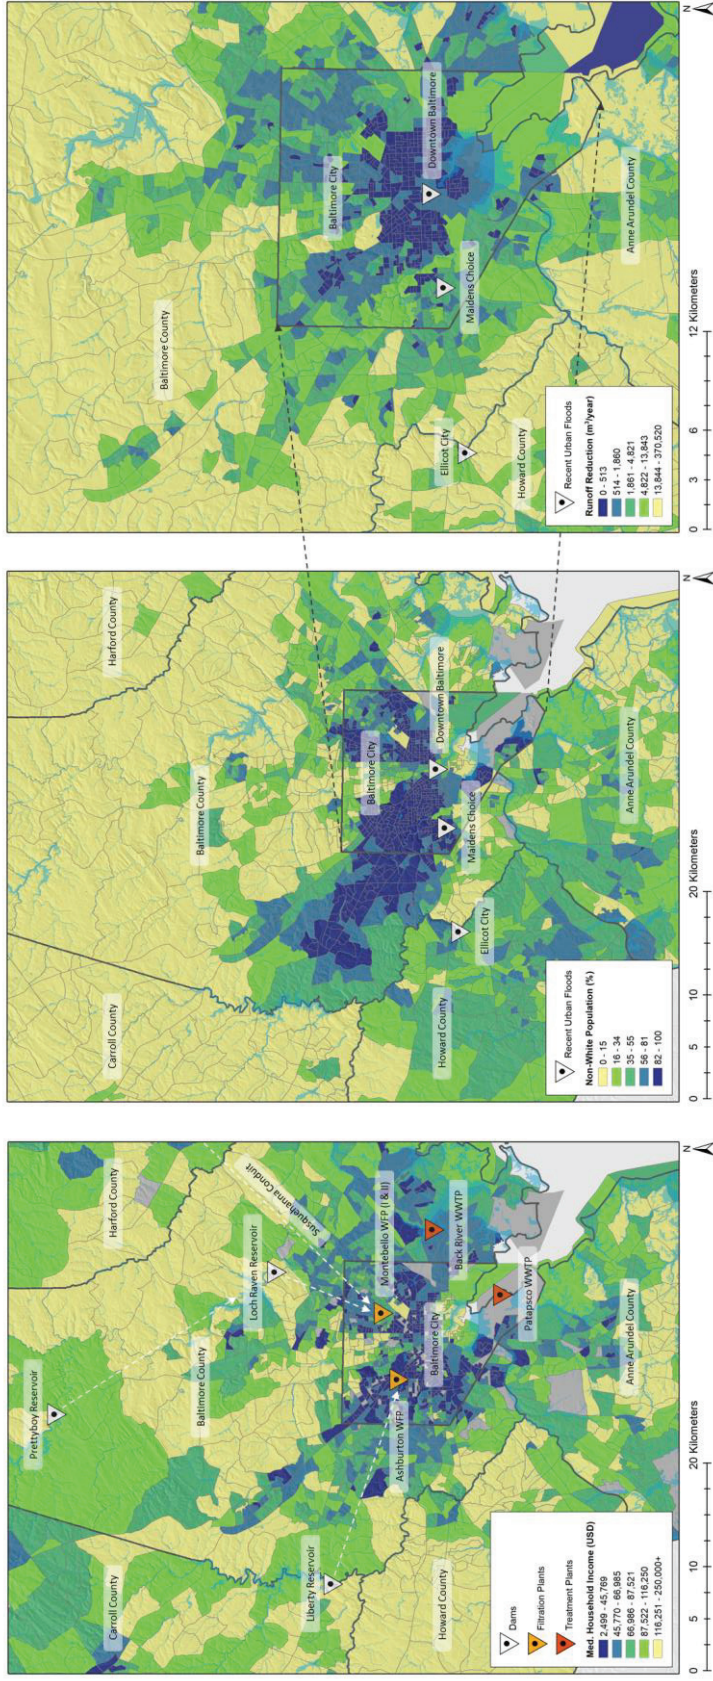 Prettyboy Reservoir
Harford County
Carroll County
Susquehanna Conduit
Loch Raven Reservoir
Baltimore County
Liberty Reservoir
Montebello WFP (I & II)
Ashburton WFP
Back River WWTP
Baltimore City
Howard County
Patapsco WWTP
Anne Arundel County
Dams
Filtration Plants
Treatment Plants
Med. Household Income (USD)
2,499 - 45,769
45,770 - 66,985
66,986 - 87,521
87,522 - 116,250
116,251 - 250,000+
0 5 10 20 Kilometers
N
Harford County
Carroll County
Baltimore County
Baltimore City
Downtown Baltimore
Maidens Choice
Ellicot City
Howard County
Anne Arundel County
Recent Urban Floods
Non-White Population (%)
0 - 15
16 - 34
35 - 55
56 - 81
82 - 100
0 5 10 20 Kilometers
N
Baltimore County
Baltimore City
Downtown Baltimore
Maidens Choice
Ellicot City
Howard County
Anne Arundel County
Recent Urban Floods
Runoff Reduction (m³/year)
0 - 513
514 - 1,860
1,861 - 4,821
4,822 - 13,843
13,844 - 370,520
0 3 6 12 Kilometers
N